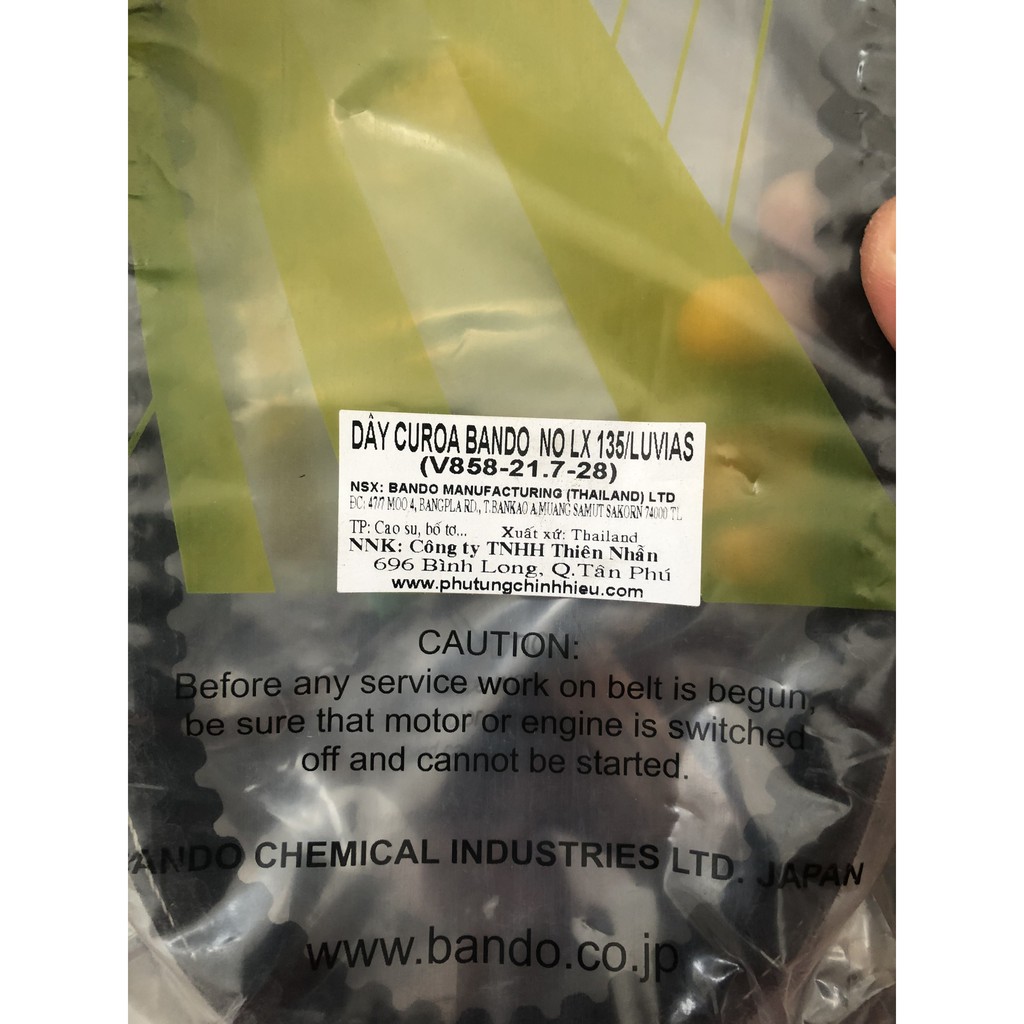 DÂY CUROA BANDO NO LX 135/LUVIAS
(V858-21.7-28)
NSX: BANDO MANUFACTURING (THAILAND) LTD
ĐC: 47/7 MOO 4, BANGPLA RD., T.BANKAO A.MUANG SAMUT SAKORN 74000 TL
TP: Cao su, bố tơ... Xuất xứ: Thailand
NNK: Công ty TNHH Thiên Nhẫn
696 Bình Long, Q.Tân Phú
www.phutungchinhhieu.com
CAUTION:
Before any service work on belt is begun,
be sure that motor or engine is switched
off and cannot be started.
BANDO CHEMICAL INDUSTRIES LTD. JAPAN
www.bando.co.jp